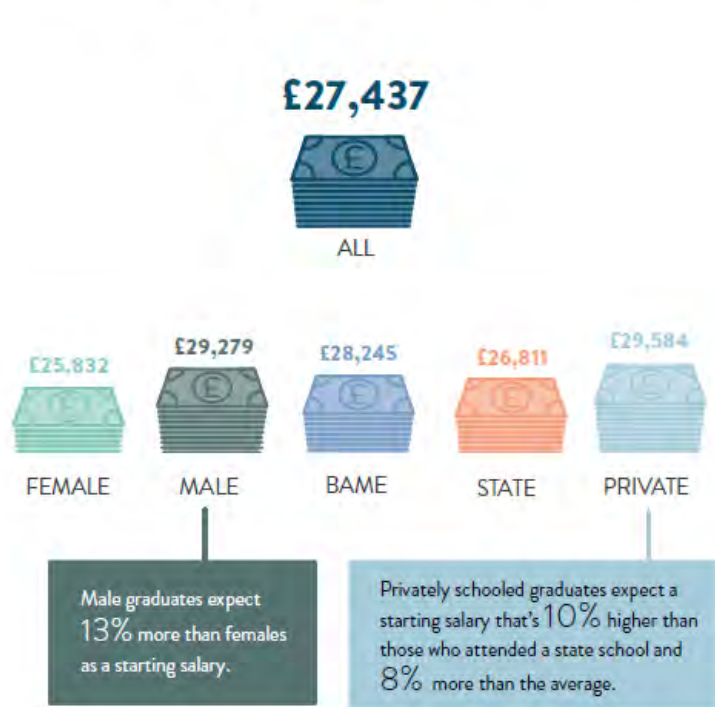 £27,437
£
ALL
£25,832
£29,279
£28,245
£26,811
£29,584
£
£
£
£
£
FEMALE
MALE
BAME
STATE
PRIVATE
Male graduates expect
13% more than females
as a starting salary.
Privately schooled graduates expect a
starting salary that's 10% higher than
those who attended a state school and
8% more than the average.